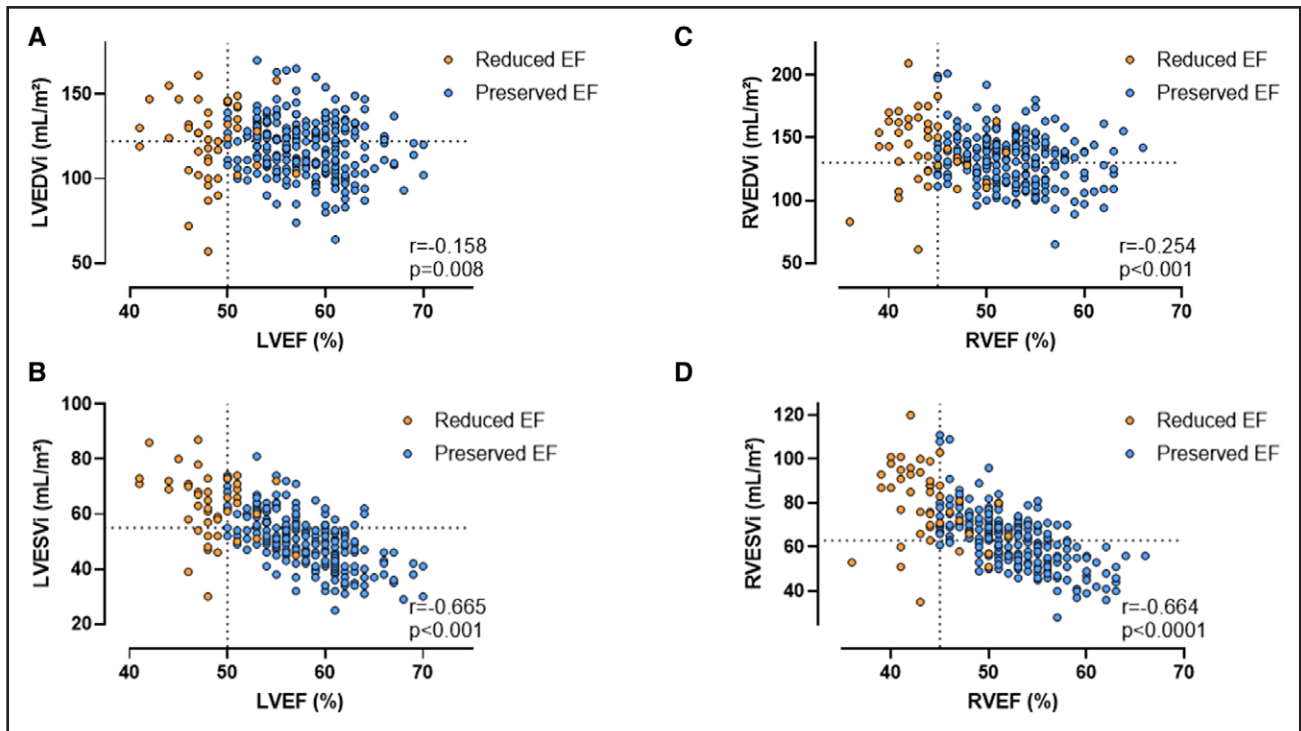 A
Reduced EF
Preserved EF
LVEDVi (mL/m²)
150
100
50
r=-0.158
p=0.008
40 50 60 70
LVEF (%)
C
Reduced EF
Preserved EF
RVEDVi (mL/m²)
200
150
100
50
r=-0.254
p<0.001
40 50 60 70
RVEF (%)
B
Reduced EF
Preserved EF
LVESVi (mL/m²)
100
80
60
40
20
r=-0.665
p<0.001
40 50 60 70
LVEF (%)
D
Reduced EF
Preserved EF
RVESVi (mL/m²)
120
100
80
60
40
r=-0.664
p<0.0001
40 50 60 70
RVEF (%)